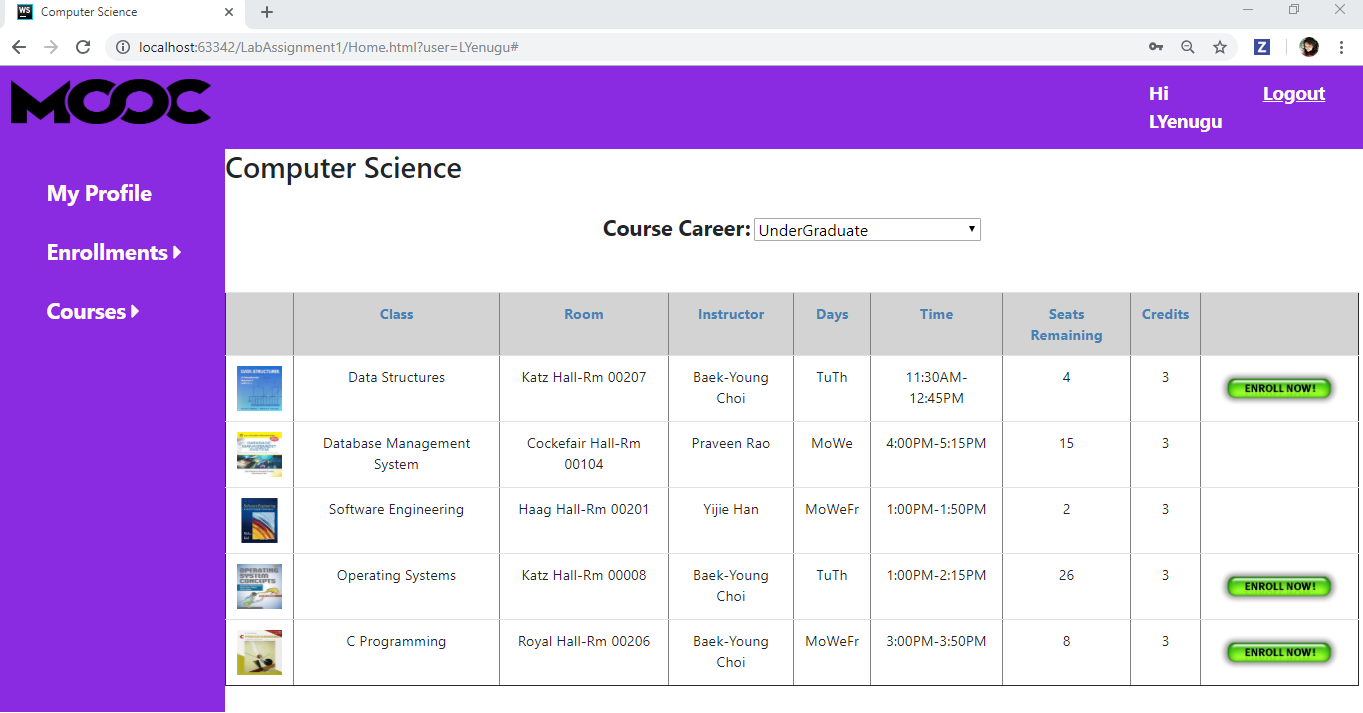 WS Computer Science
localhost:63342/LabAssignment1/Home.html?user=LYenugu#
Z
MOOC
Hi
LYenugu
Logout
My Profile
Enrollments
Courses
Computer Science
Course Career: UnderGraduate
Class Room Instructor Days Time Seats Remaining Credits
DATA STRUCTURES
Data Structures Katz Hall-Rm 00207 Baek-Young Choi TuTh 11:30AM-12:45PM 4 3 ENROLL NOW!
Database Management System Cockefair Hall-Rm 00104 Praveen Rao MoWe 4:00PM-5:15PM 15 3
Software Engineering Haag Hall-Rm 00201 Yijie Han MoWeFr 1:00PM-1:50PM 2 3
OPERATING SYSTEM CONCEPTS
Operating Systems Katz Hall-Rm 00008 Baek-Young Choi TuTh 1:00PM-2:15PM 26 3 ENROLL NOW!
C Programming Royal Hall-Rm 00206 Baek-Young Choi MoWeFr 3:00PM-3:50PM 8 3 ENROLL NOW!